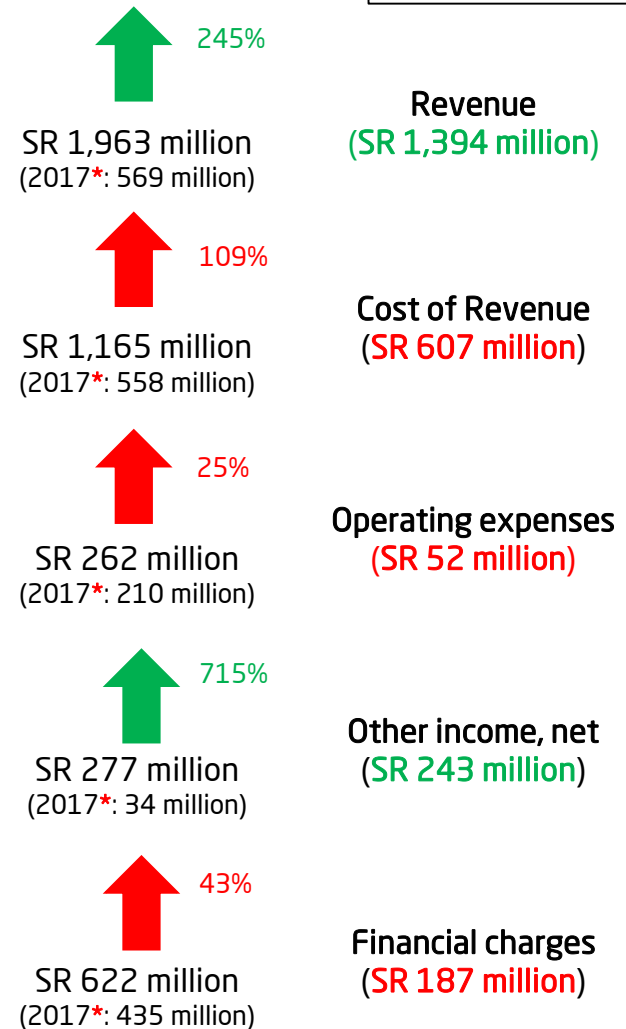 245%
Revenue
SR 1,963 million
(SR 1,394 million)
(2017*: 569 million)
109%
Cost of Revenue
SR 1,165 million
(SR 607 million)
(2017*: 558 million)
25%
Operating expenses
SR 262 million
(SR 52 million)
(2017*: 210 million)
715%
Other income, net
SR 277 million
(SR 243 million)
(2017*: 34 million)
43%
Financial charges
SR 622 million
(SR 187 million)
(2017*: 435 million)